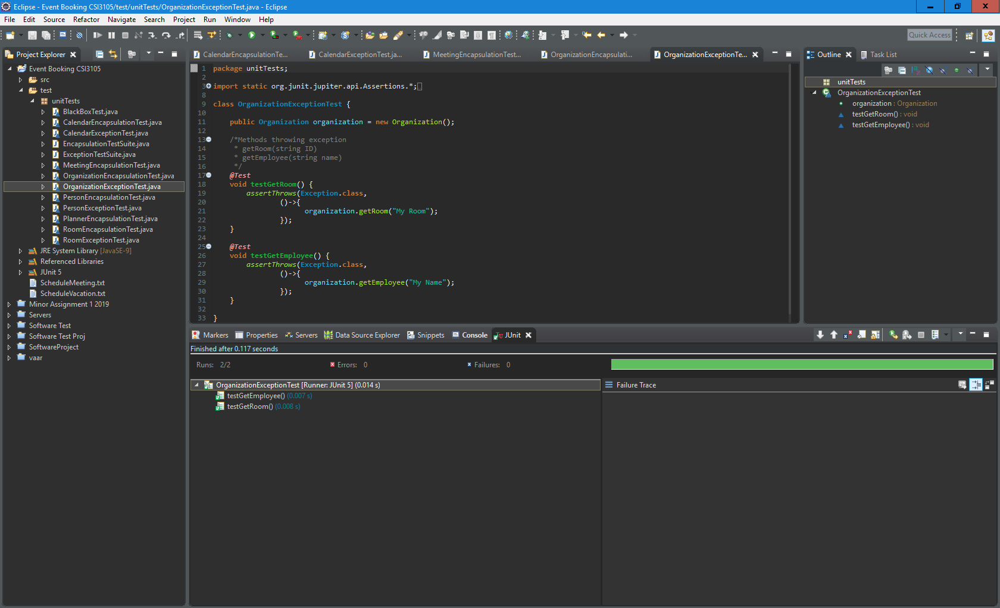 Eclipse - Event Booking CSI3105/test/unitTests/OrganizationExceptionTest.java - Eclipse
File Edit Source Refactor Navigate Search Project Run Window Help
Quick Access
Project Explorer
Event Booking CSI3105
src
test
unitTests
BlackBoxTest.java
CalendarEncapsulationTest.java
CalendarExceptionTest.java
EncapsulationTestSuite.java
ExceptionTestSuite.java
MeetingEncapsulationTest.java
OrganizationEncapsulationTest.java
OrganizationExceptionTest.java
PersonEncapsulationTest.java
PersonExceptionTest.java
PlannerEncapsulationTest.java
RoomEncapsulationTest.java
RoomExceptionTest.java
JRE System Library [JavaSE-9]
Referenced Libraries
JUnit 5
ScheduleMeeting.txt
ScheduleVacation.txt
Minor Assignment 1 2019
Servers
Software Test
Software Test Proj
SoftwareProject
vaar
CalendarEncapsulationTe... CalendarExceptionTest.ja... MeetingEncapsulationTest... OrganizationEncapsulati... OrganizationExceptionTe...
1 package unitTests;
2
3 import static org.junit.jupiter.api.Assertions.*;
8
9 class OrganizationExceptionTest {
10
11 public Organization organization = new Organization();
12
13 /*Methods throwing exception
14 * getRoom(string ID)
15 * getEmployee(string name)
16 */
17 @Test
18 void testGetRoom() {
19 assertThrows(Exception.class,
20 ()->{
21 organization.getRoom("My Room");
22 });
23 }
24
25 @Test
26 void testGetEmployee() {
27 assertThrows(Exception.class,
28 ()->{
29 organization.getEmployee("My Name");
30 });
31 }
32
33 }
Outline Task List
unitTests
OrganizationExceptionTest
organization : Organization
testGetRoom() : void
testGetEmployee() : void
Markers Properties Servers Data Source Explorer Snippets Console JUnit
Finished after 0.117 seconds
Runs: 2/2 Errors: 0 Failures: 0
OrganizationExceptionTest [Runner: JUnit 5] (0.014 s)
testGetEmployee() (0.007 s)
testGetRoom() (0.008 s)
Failure Trace